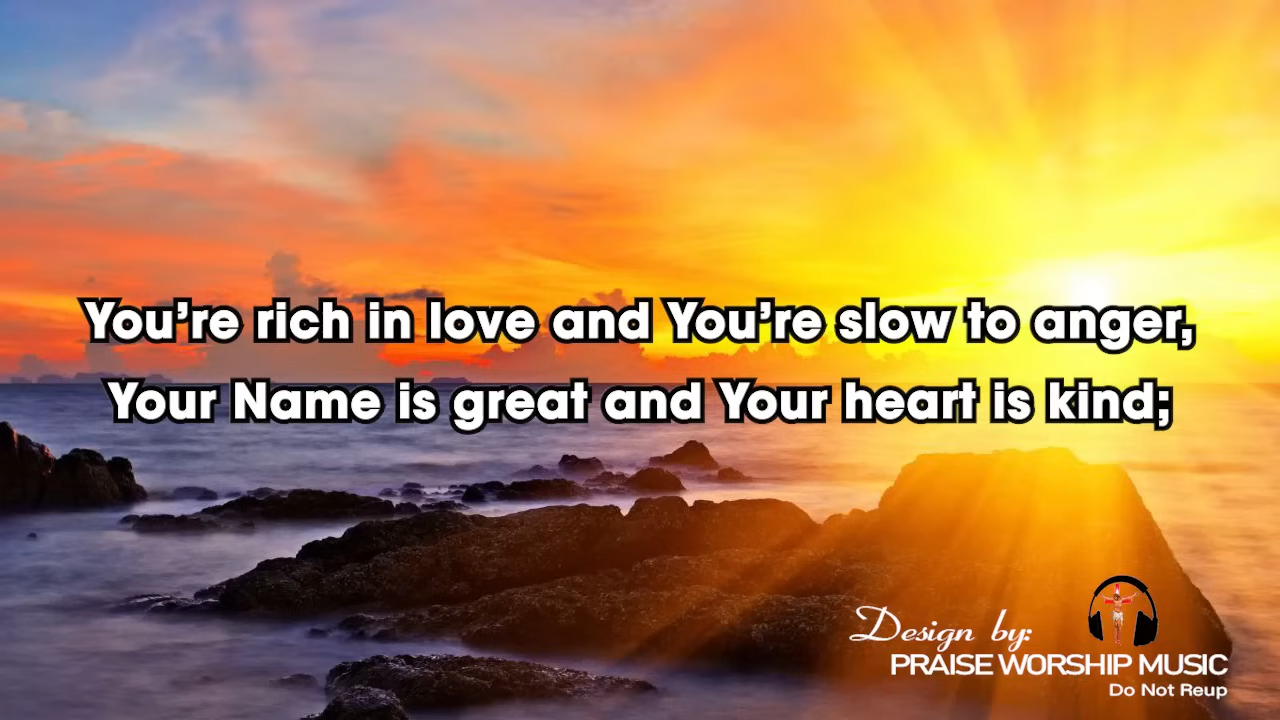 You're rich in love and You're slow to anger,
Your Name is great and Your heart is kind;
Design by:
PRAISE WORSHIP MUSIC
Do Not Reup